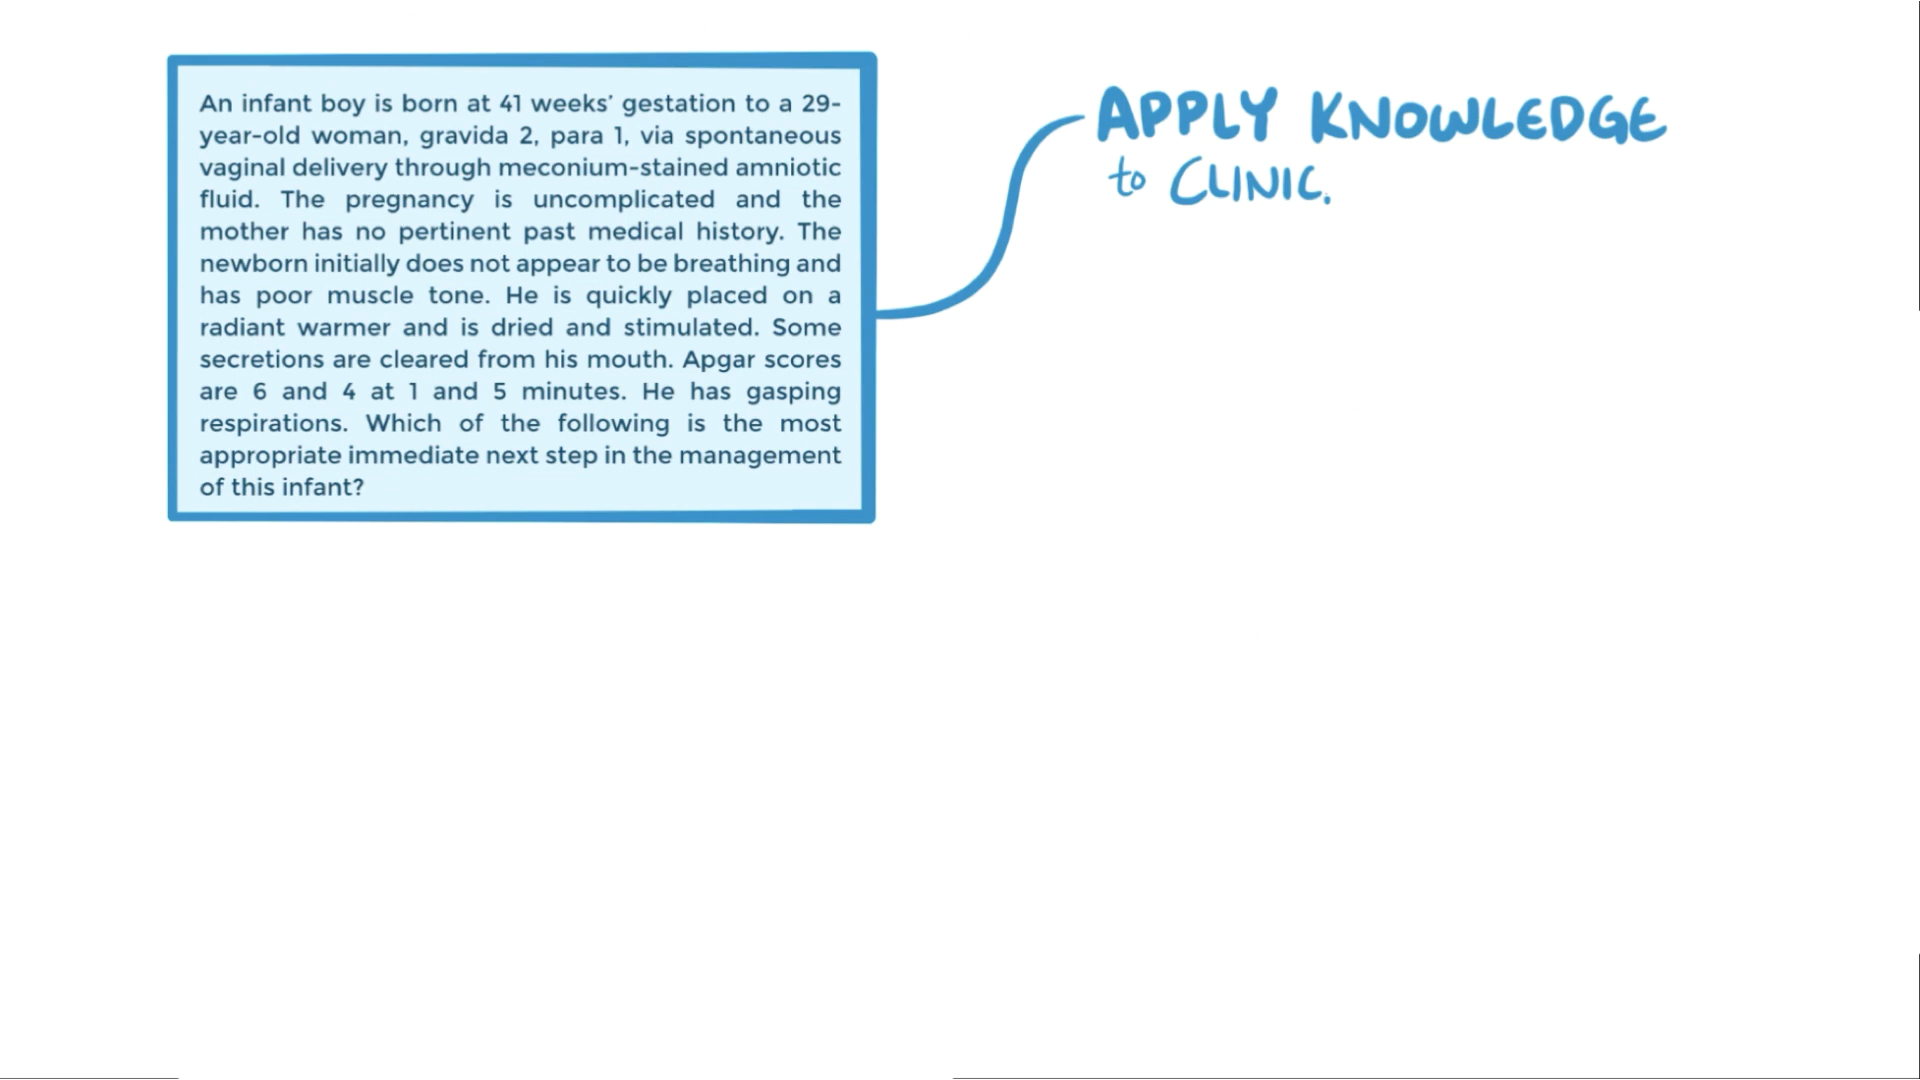 An infant boy is born at 41 weeks' gestation to a 29-
year-old woman, gravida 2, para 1, via spontaneous
vaginal delivery through meconium-stained amniotic
fluid. The pregnancy is uncomplicated and the
mother has no pertinent past medical history. The
newborn initially does not appear to be breathing and
has poor muscle tone. He is quickly placed on a
radiant warmer and is dried and stimulated. Some
secretions are cleared from his mouth. Apgar scores
are 6 and 4 at 1 and 5 minutes. He has gasping
respirations. Which of the following is the most
appropriate immediate next step in the management
of this infant?
APPLY KNOWLEDGE
to CLINIC.